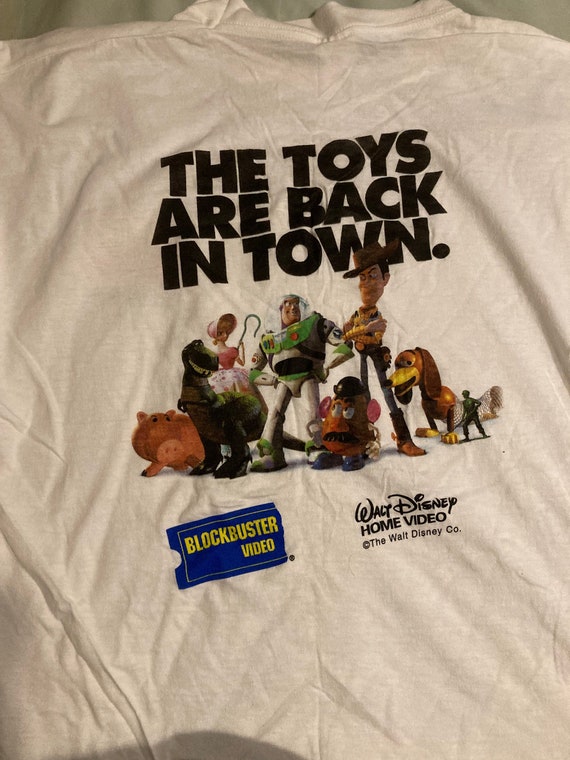 THE TOYS
ARE BACK
IN TOWN.
BLOCKBUSTER
VIDEO
®
WALT DISNEY
HOME VIDEO
©The Walt Disney Co.